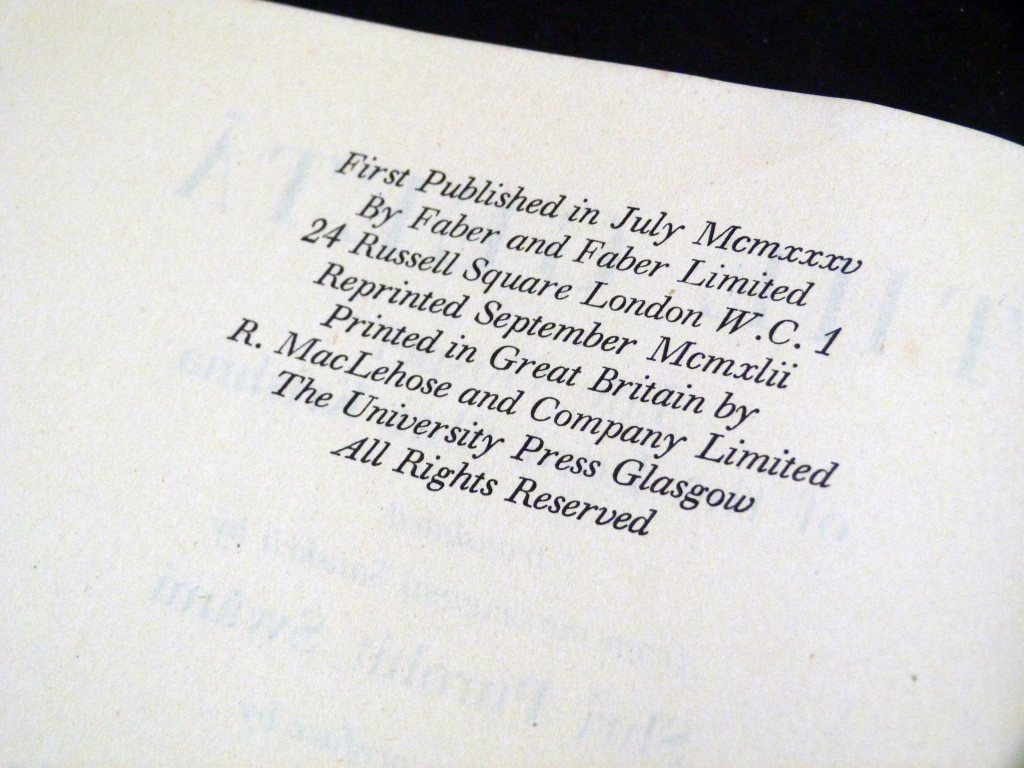 First Published in July Mcmxxxv
By Faber and Faber Limited
24 Russell Square London W.C. 1
Reprinted September Mcmxlii
Printed in Great Britain by
R. MacLehose and Company Limited
The University Press Glasgow
All Rights Reserved